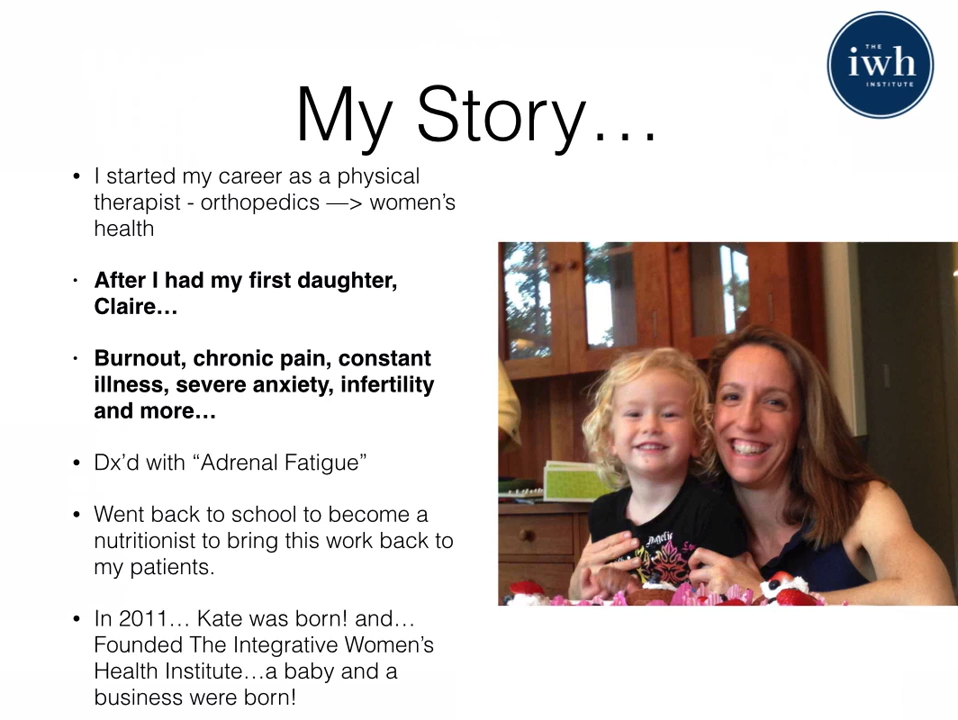 THE
iwh
INSTITUTE
My Story…
• I started my career as a physical
therapist - orthopedics —> women’s
health
• After I had my first daughter,
Claire…
• Burnout, chronic pain, constant
illness, severe anxiety, infertility
and more…
• Dx’d with “Adrenal Fatigue”
• Went back to school to become a
nutritionist to bring this work back to
my patients.
• In 2011… Kate was born! and…
Founded The Integrative Women’s
Health Institute…a baby and a
business were born!